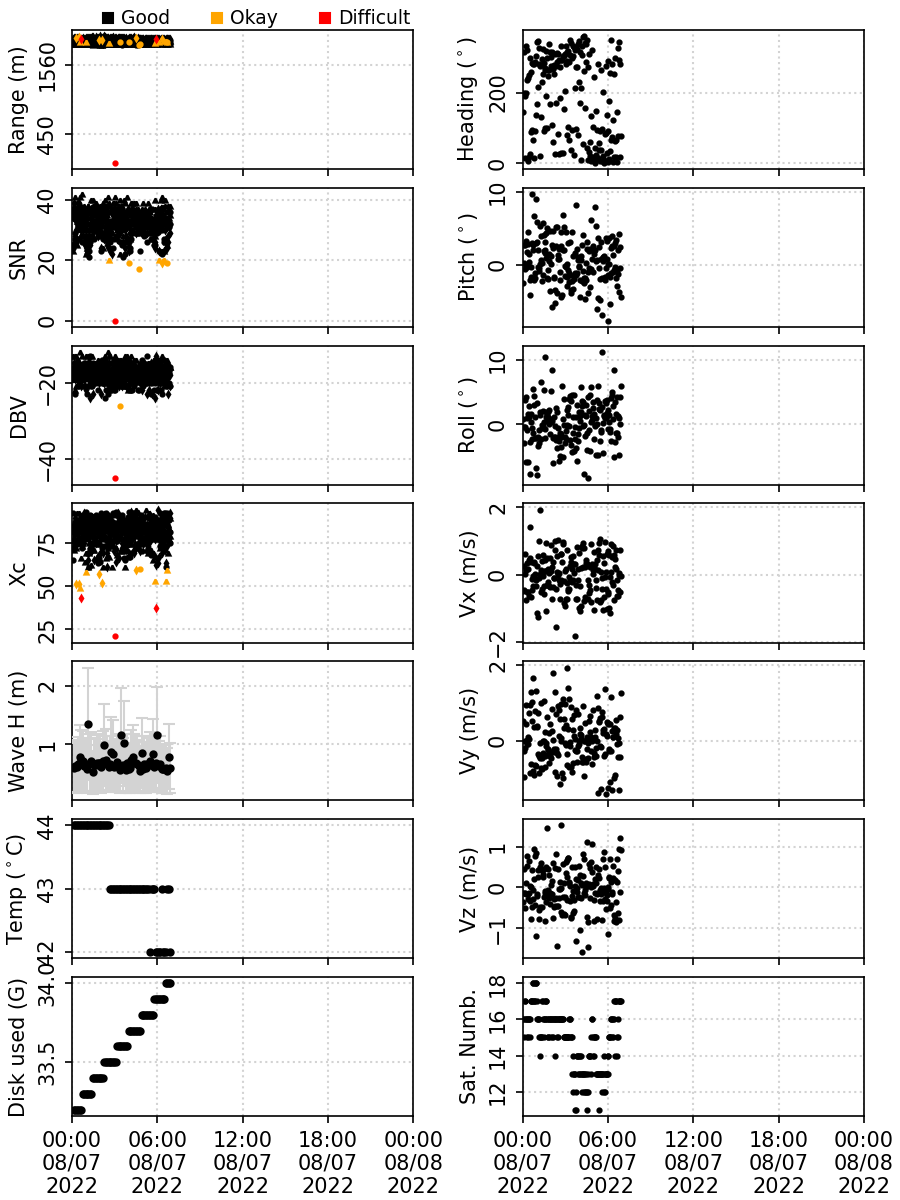 Good Okay Difficult
Range (m)
1560
450
Heading (°)
200
0
SNR
40
20
0
Pitch (°)
10
0
DBV
−20
−40
Roll (°)
10
0
Xc
75
50
25
Vx (m/s)
2
0
−2
Wave H (m)
2
1
Vy (m/s)
2
0
Temp (°C)
44
43
42
Vz (m/s)
1
0
−1
Disk used (G)
34.0
33.5
Sat. Numb.
18
16
14
12
00:00 06:00 12:00 18:00 00:00 00:00 06:00 12:00 18:00 00:00
08/07 08/07 08/07 08/07 08/08 08/07 08/07 08/07 08/07 08/08
2022 2022 2022 2022 2022 2022 2022 2022 2022 2022